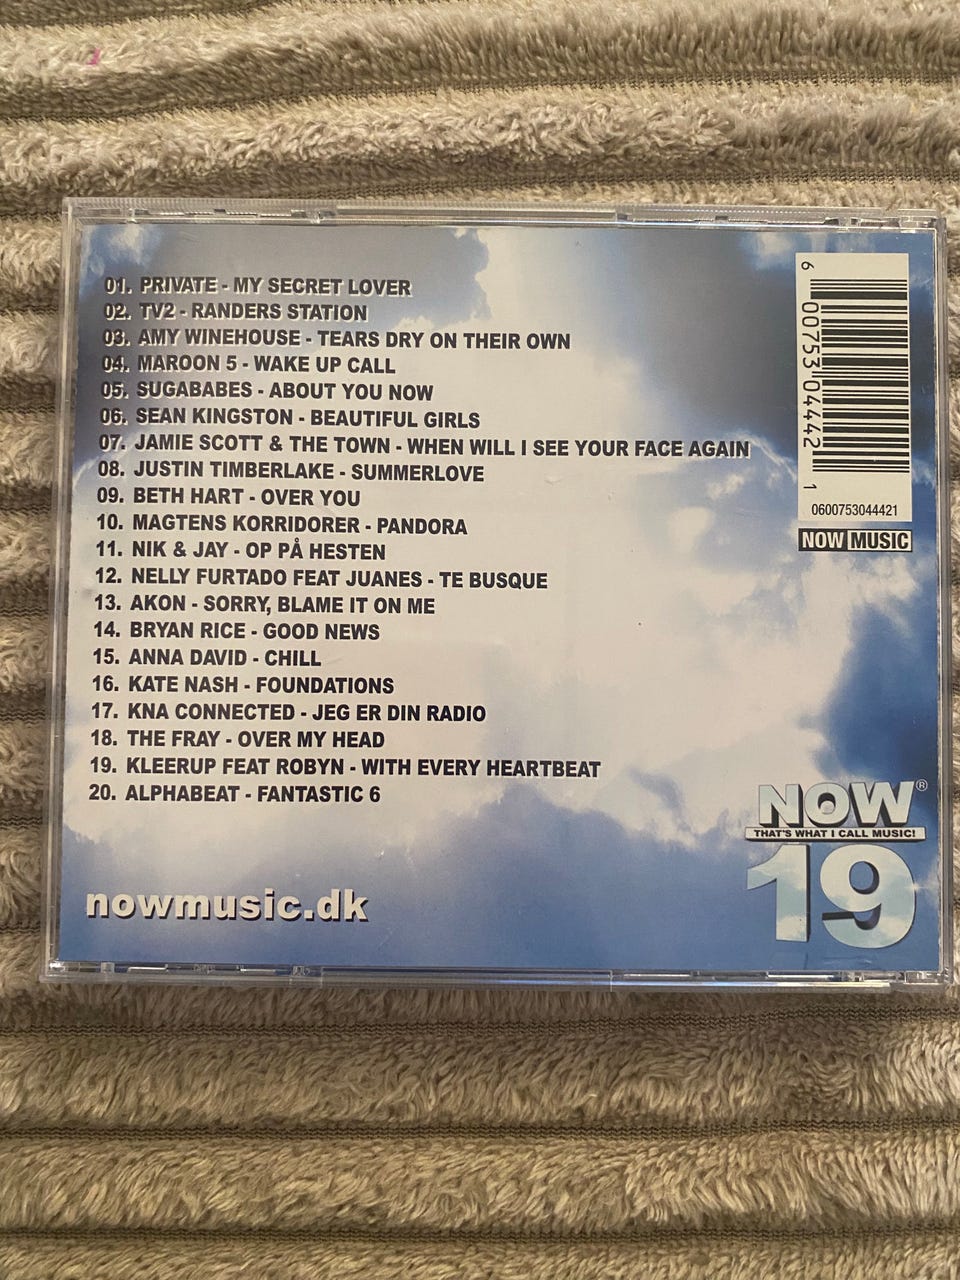 01. PRIVATE - MY SECRET LOVER
02. TV2 - RANDERS STATION
03. AMY WINEHOUSE - TEARS DRY ON THEIR OWN
04. MAROON 5 - WAKE UP CALL
05. SUGABABES - ABOUT YOU NOW
06. SEAN KINGSTON - BEAUTIFUL GIRLS
07. JAMIE SCOTT & THE TOWN - WHEN WILL I SEE YOUR FACE AGAIN
08. JUSTIN TIMBERLAKE - SUMMERLOVE
09. BETH HART - OVER YOU
10. MAGTENS KORRIDORER - PANDORA
11. NIK & JAY - OP PÅ HESTEN
12. NELLY FURTADO FEAT JUANES - TE BUSQUE
13. AKON - SORRY, BLAME IT ON ME
14. BRYAN RICE - GOOD NEWS
15. ANNA DAVID - CHILL
16. KATE NASH - FOUNDATIONS
17. KNA CONNECTED - JEG ER DIN RADIO
18. THE FRAY - OVER MY HEAD
19. KLEERUP FEAT ROBYN - WITH EVERY HEARTBEAT
20. ALPHABEAT - FANTASTIC 6
6 00753 04442 1
0600753044421
NOW MUSIC
NOW®
THAT'S WHAT I CALL MUSIC!
19
nowmusic.dk